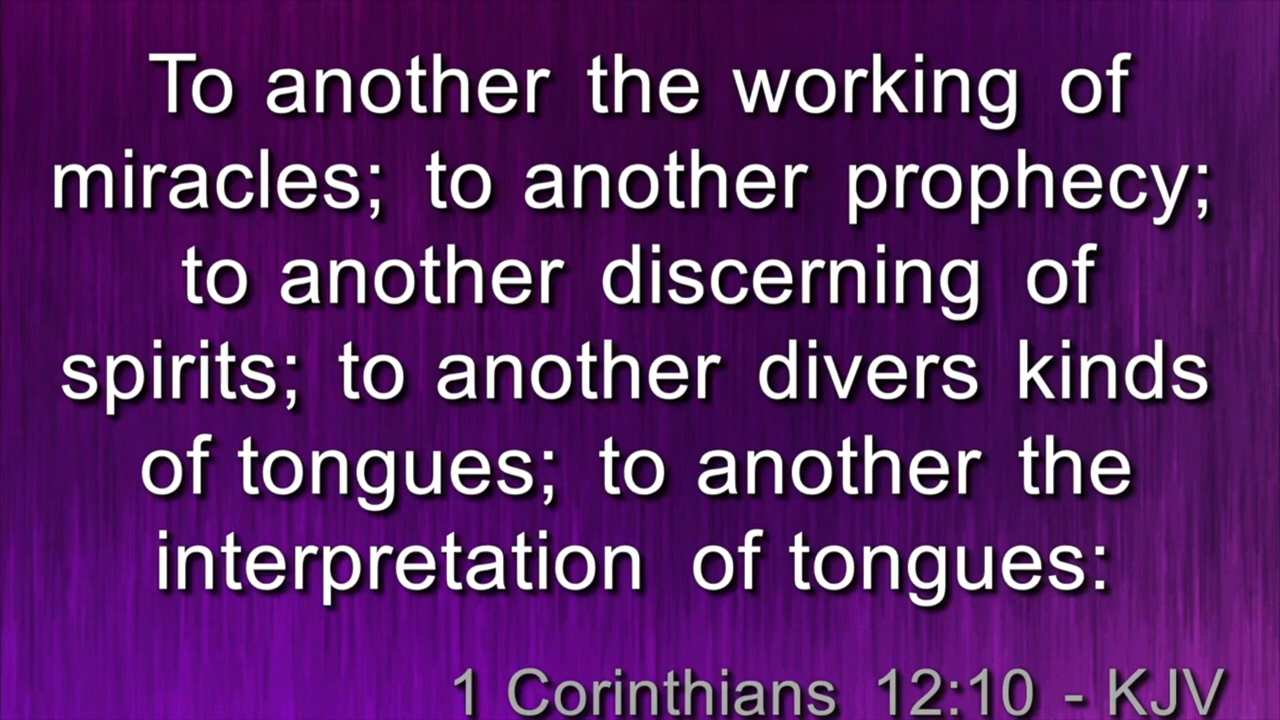 To another the working of
miracles; to another prophecy;
to another discerning of
spirits; to another divers kinds
of tongues; to another the
interpretation of tongues:
1 Corinthians 12:10 - KJV